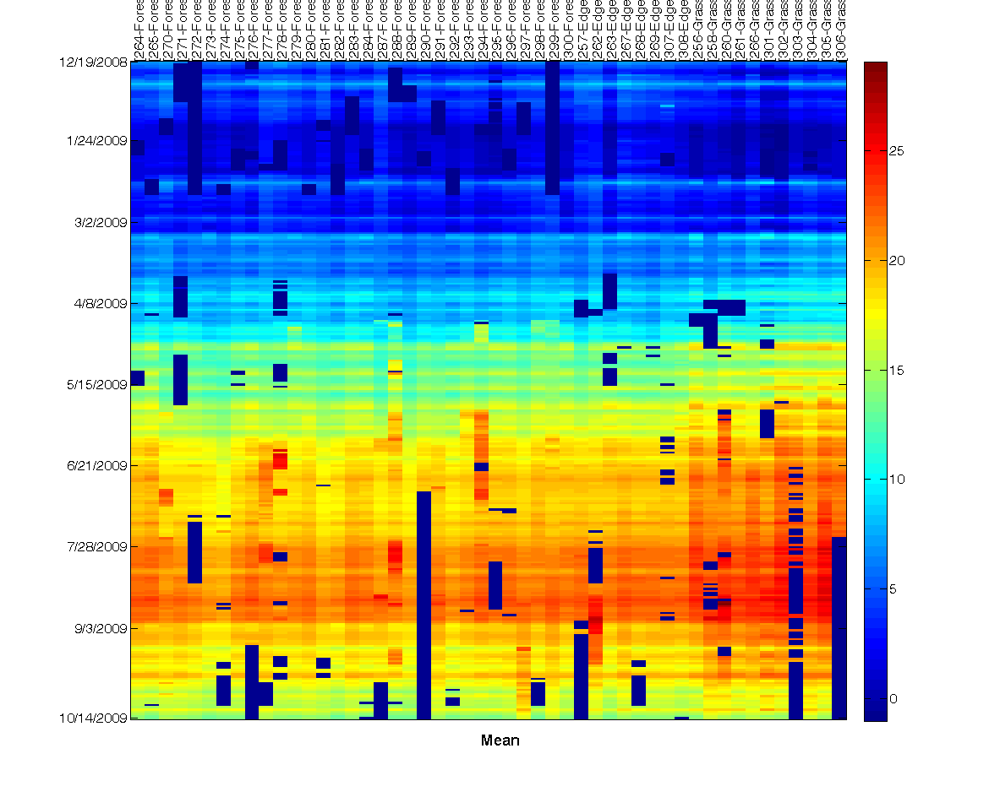 [264-Fores
[265-Fores
[270-Fores
[271-Fores
[272-Fores
[273-Fores
[274-Fores
[275-Fores
[276-Fores
[277-Fores
[278-Fores
[279-Fores
[280-Fores
[281-Fores
[282-Fores
[283-Fores
[284-Fores
[287-Fores
[288-Fores
[289-Fores
[290-Fores
[291-Fores
[292-Fores
[293-Fores
[294-Fores
[295-Fores
[296-Fores
[297-Fores
[298-Fores
[299-Fores
[300-Fores
[257-Edge
[262-Edge
[263-Edge
[267-Edge
[268-Edge
[269-Edge
[307-Edge
[308-Edge
[256-Grass
[258-Grass
[260-Grass
[261-Grass
[266-Grass
[301-Grass
[302-Grass
[303-Grass
[304-Grass
[305-Grass
[306-Grass
12/19/2008
1/24/2009
3/2/2009
4/8/2009
5/15/2009
6/21/2009
7/28/2009
9/3/2009
10/14/2009
25
20
15
10
5
0
Mean